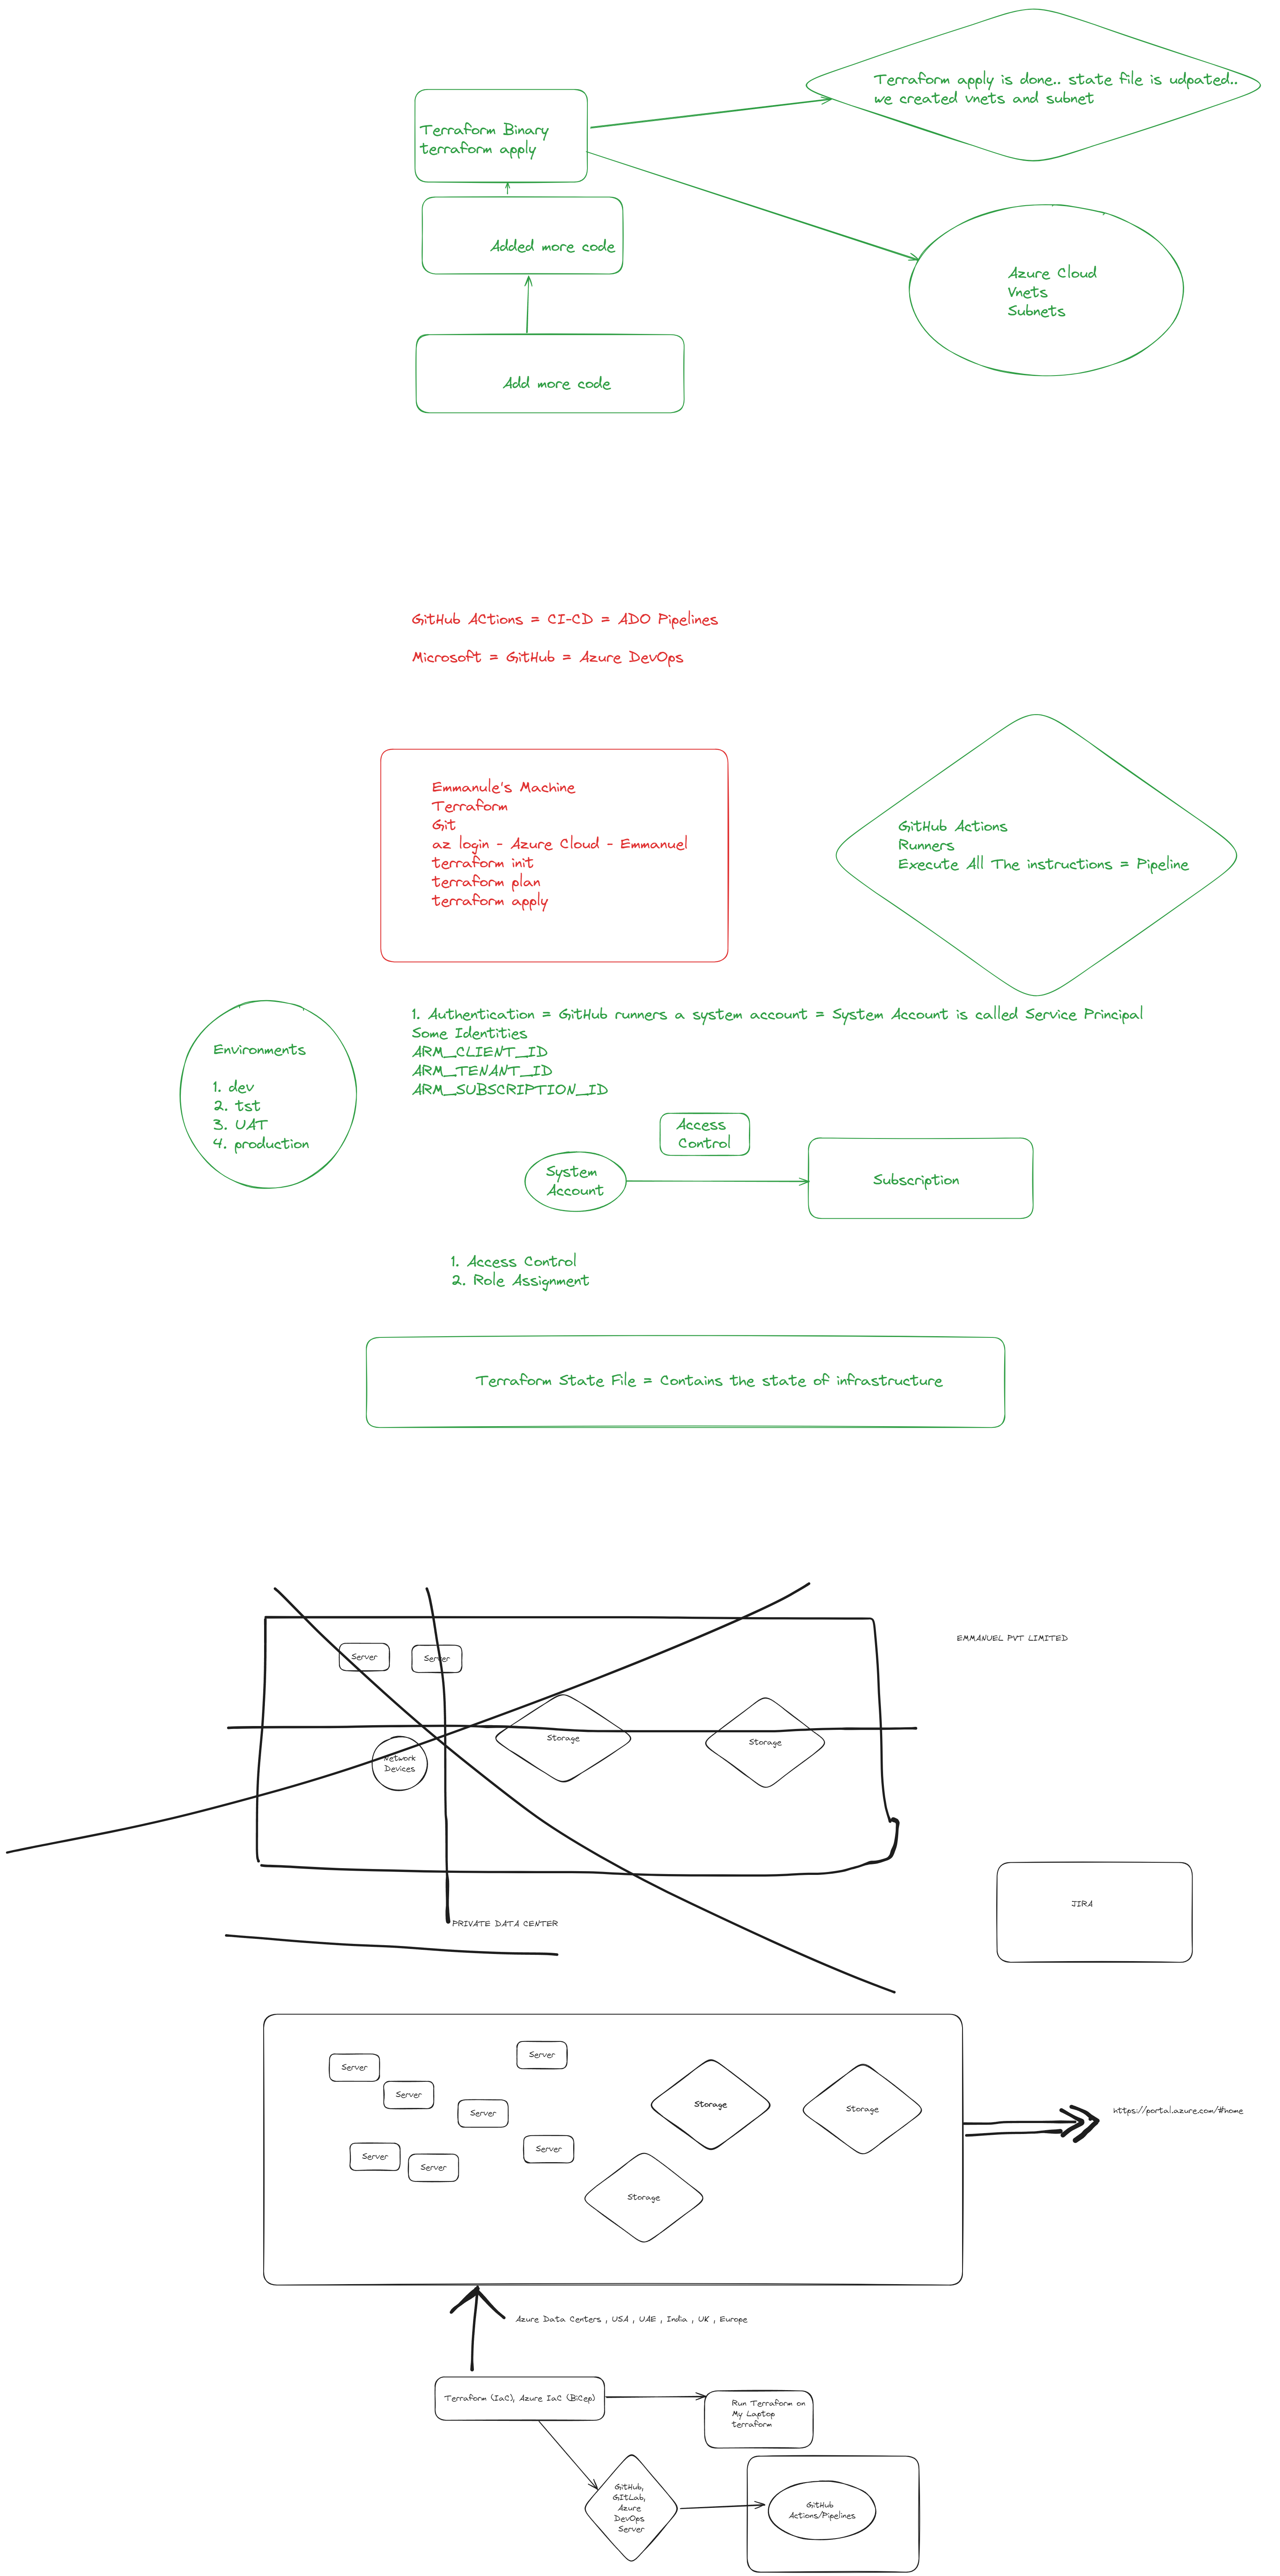 Terraform apply is done.. state file is udpated..
we created vnets and subnet
Terraform Binary
terraform apply
Added more code
Azure Cloud
Vnets
Subnets
Add more code
GitHub ACtions = CI-CD = ADO Pipelines
Microsoft = GitHub = Azure DevOps
Emmanule's Machine
Terraform
Git
az login - Azure Cloud - Emmanuel
terraform init
terraform plan
terraform apply
GitHub Actions
Runners
Execute All The instructions = Pipeline
1. Authentication = GitHub runners a system account = System Account is called Service Principal
Some Identities
ARM_CLIENT_ID
ARM_TENANT_ID
ARM_SUBSCRIPTION_ID
Environments
1. dev
2. tst
3. UAT
4. production
Access
Control
System
Account
Subscription
1. Access Control
2. Role Assignment
Terraform State File = Contains the state of infrastructure
EMMANUEL PVT LIMITED
Server
Server
Storage
Storage
Network
Devices
JIRA
PRIVATE DATA CENTER
Server
Server
Server
Server
Storage
Storage
https://portal.azure.com/#home
Server
Server
Server
Storage
Azure Data Centers , USA , UAE , India , UK , Europe
Terraform (IaC), Azure IaC (BiCep)
Run Terraform on
My Laptop
terraform
GitHub,
GITLab,
Azure
DevOps
Server
GitHub
Actions/Pipelines